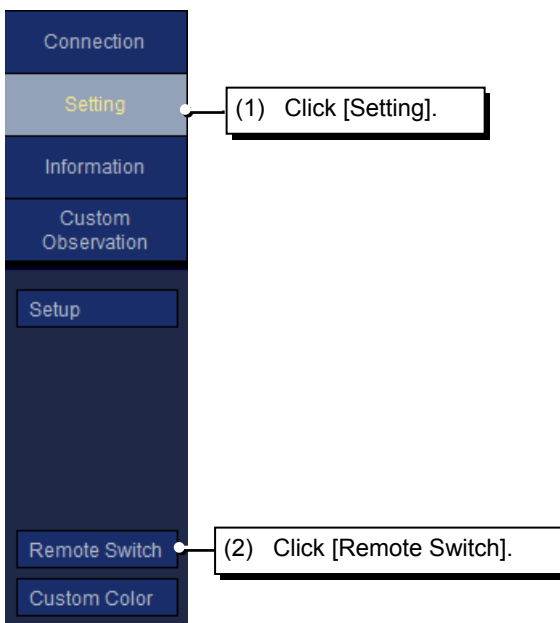 Connection
Setting
(1) Click [Setting].
Information
Custom
Observation
Setup
Remote Switch
(2) Click [Remote Switch].
Custom Color